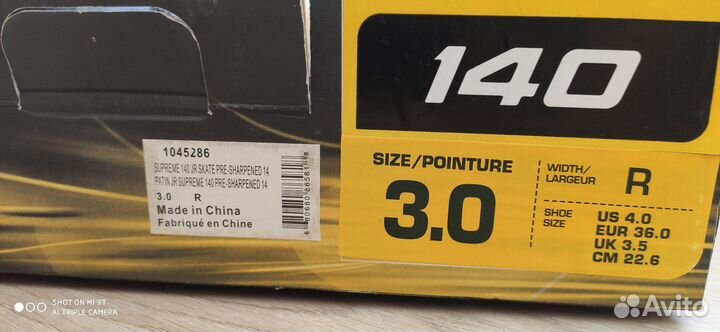 140
1045286
SUPREME 140 JR SKATE PRE-SHARPENED 14
PATIN JR SUPREME 140 PRE-SHARPENED 14
3.0 R
Made in China
Fabriqué en Chine
SIZE/POINTURE
3.0
WIDTH/
LARGEUR
R
SHOE
SIZE
US 4.0
EUR 36.0
UK 3.5
CM 22.6
SHOT ON MI 9T
AI TRIPLE CAMERA
Avito